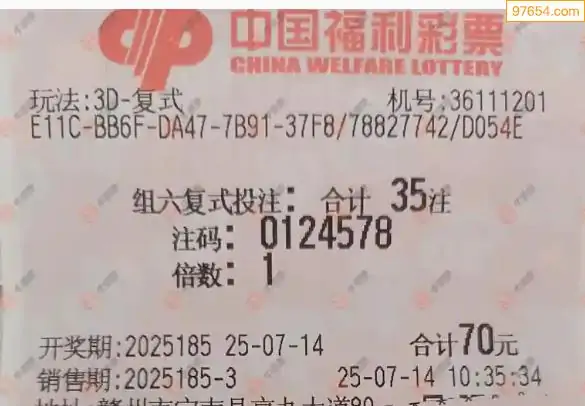 97654.com
中国福利彩票
CHINA WELFARE LOTTERY
玩法:3D-复式 机号:36111201
E11C-BB6F-DA47-7B91-37F8/78827742/D054E
组六复式投注: 合计 35注
注码: 0124578
倍数: 1
开奖期:2025185 25-07-14 合计70元
销售期:2025185-3 25-07-14 10:35:34